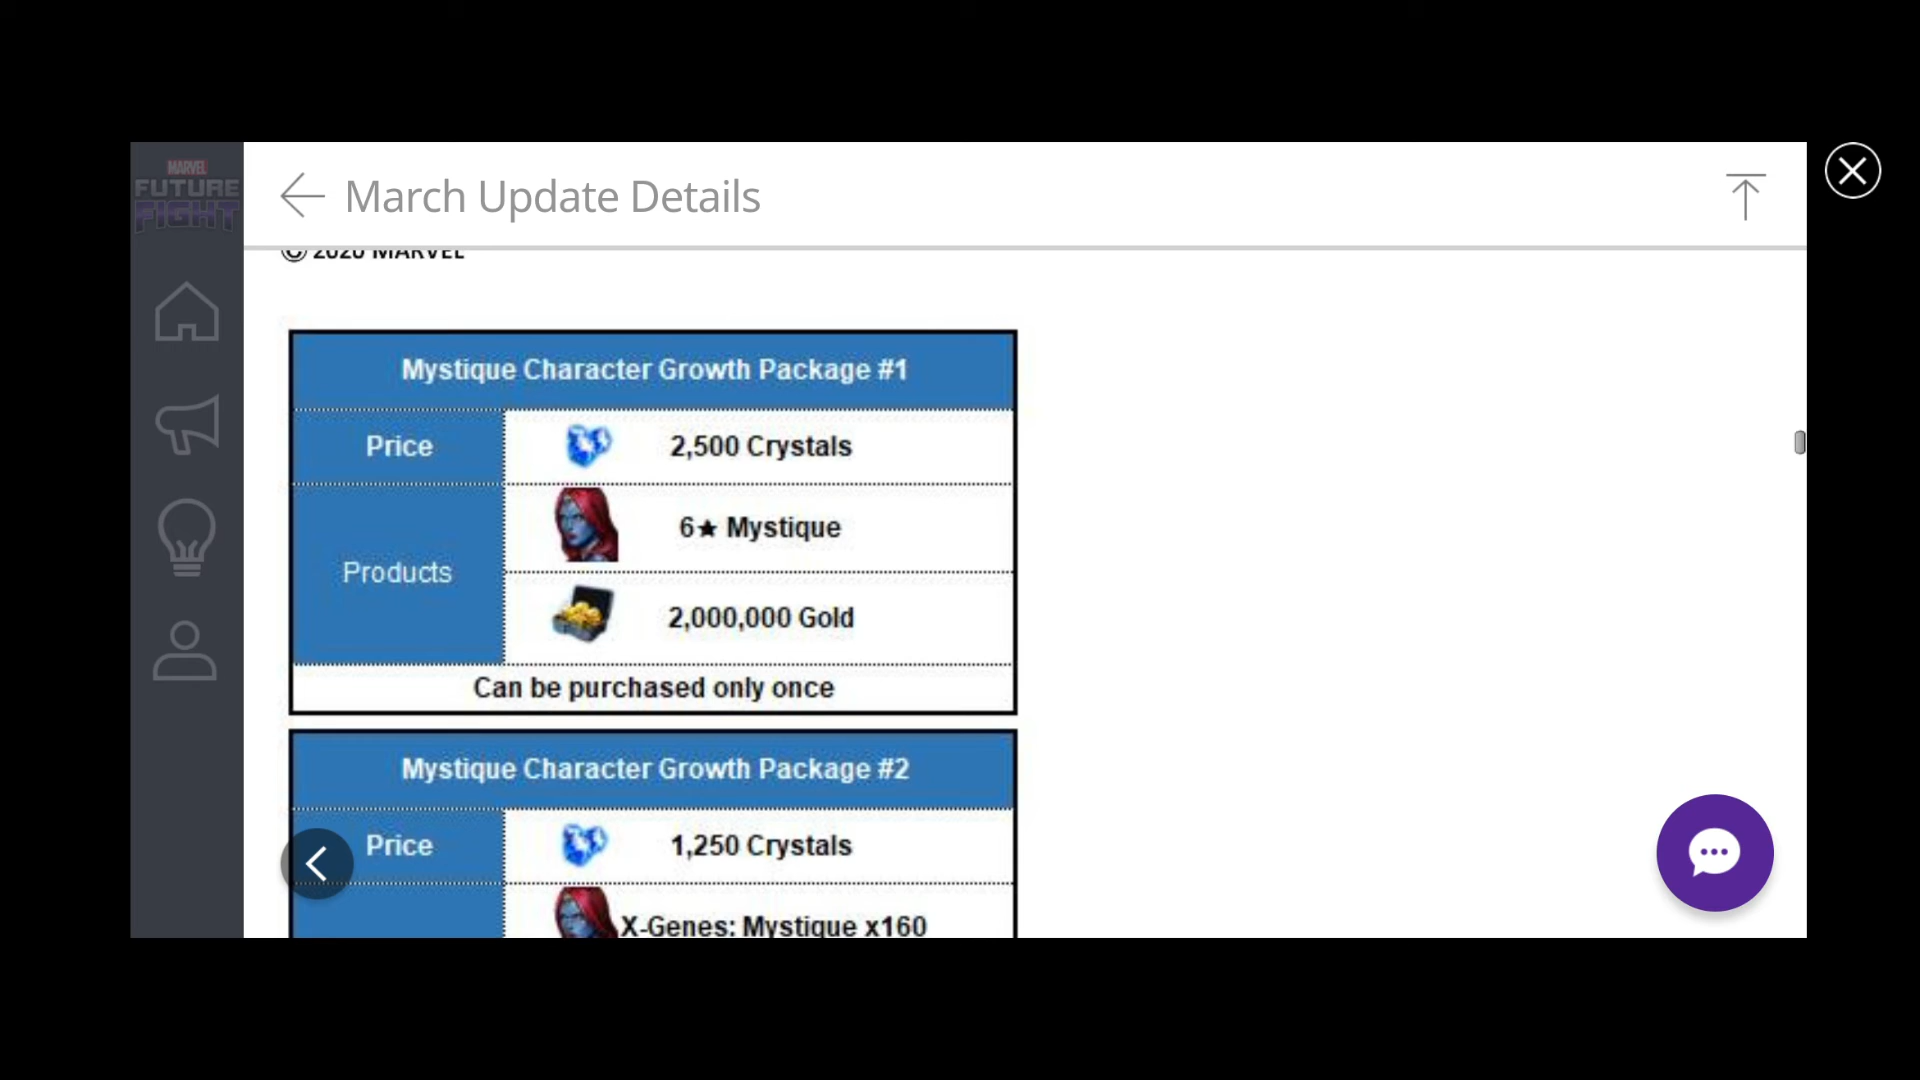 MARVEL
FUTURE
FIGHT
March Update Details
© 2020 MARVEL
Mystique Character Growth Package #1
Price
2,500 Crystals
Products
6★ Mystique
2,000,000 Gold
Can be purchased only once
Mystique Character Growth Package #2
Price
1,250 Crystals
X-Genes: Mystique x160